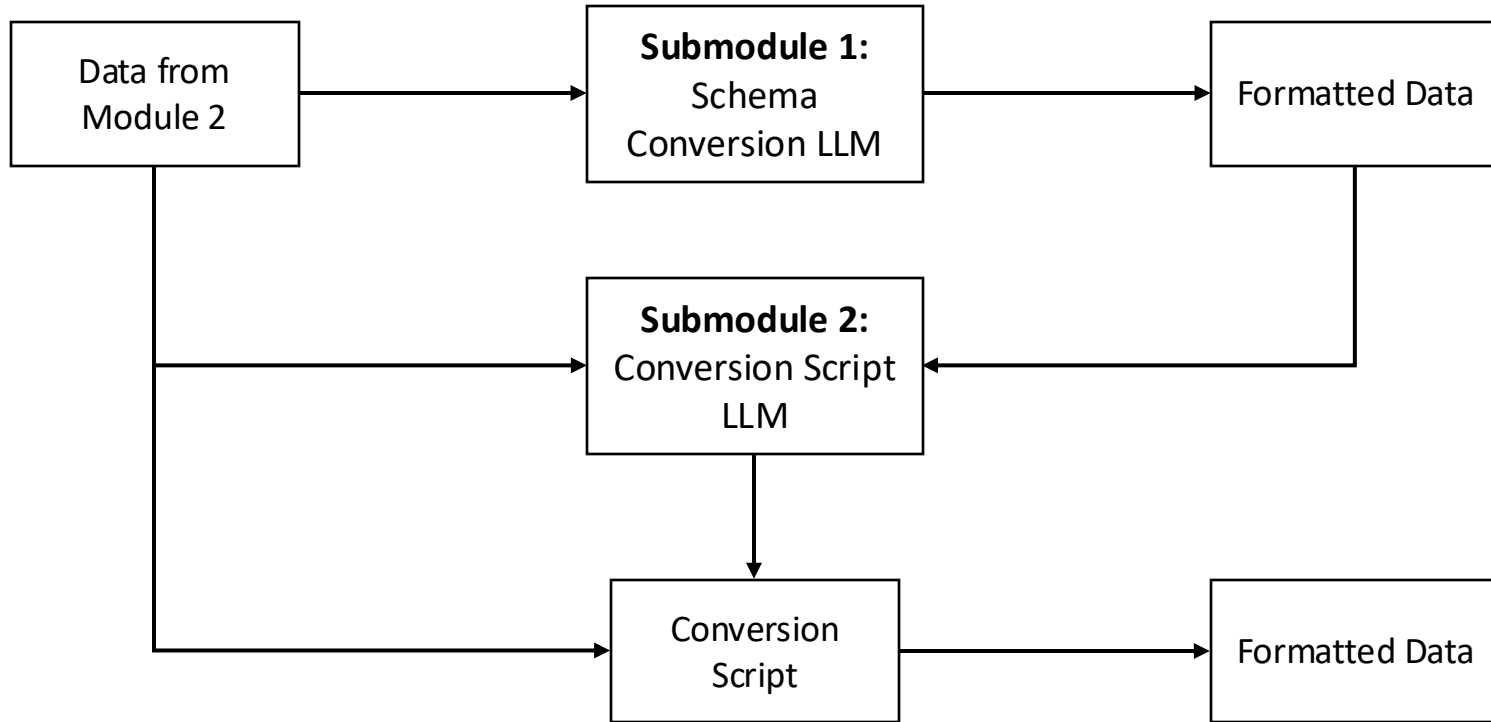 Data from
Module 2
Submodule 1:
Schema
Conversion LLM
Formatted Data
Submodule 2:
Conversion Script
LLM
Conversion
Script
Formatted Data